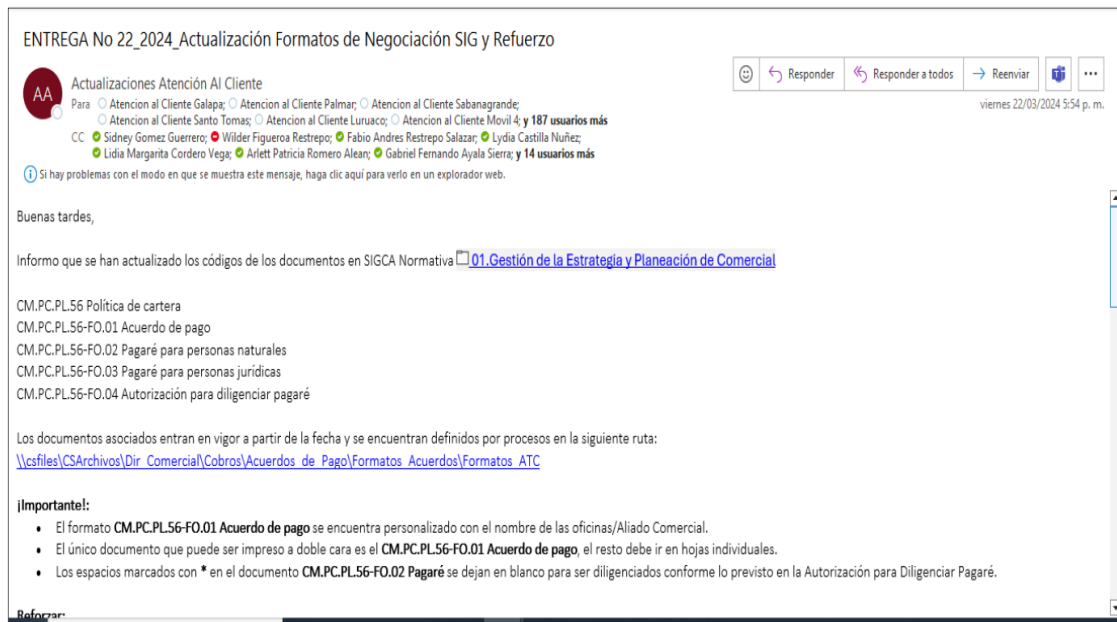 ENTREGA No 22_2024_Actualización Formatos de Negociación SIG y Refuerzo
Responder
Responder a todos
Reenviar
AA
Actualizaciones Atención Al Cliente
Para Atencion al Cliente Galapa; Atencion al Cliente Palmar; Atencion al Cliente Sabanagrande;
viernes 22/03/2024 5:54 p. m.
Atencion al Cliente Santo Tomas; Atencion al Cliente Luruaco; Atencion al Cliente Movil 4; y 187 usuarios más
CC Sidney Gomez Guerrero; Wilder Figueroa Restrepo; Fabio Andres Restrepo Salazar; Lydia Castilla Nuñez;
Lidia Margarita Cordero Vega; Arlett Patricia Romero Alean; Gabriel Fernando Ayala Sierra; y 14 usuarios más
Si hay problemas con el modo en que se muestra este mensaje, haga clic aquí para verlo en un explorador web.
Buenas tardes,
Informo que se han actualizado los códigos de los documentos en SIGCA Normativa 01.Gestión de la Estrategia y Planeación de Comercial
CM.PC.PL.56 Política de cartera
CM.PC.PL.56-FO.01 Acuerdo de pago
CM.PC.PL.56-FO.02 Pagaré para personas naturales
CM.PC.PL.56-FO.03 Pagaré para personas jurídicas
CM.PC.PL.56-FO.04 Autorización para diligenciar pagaré
Los documentos asociados entran en vigor a partir de la fecha y se encuentran definidos por procesos en la siguiente ruta:
\\csfiles\CSArchivos\Dir_Comercial\Cobros\Acuerdos_de_Pago\Formatos_Acuerdos\Formatos_ATC
¡Importante!:
• El formato CM.PC.PL.56-FO.01 Acuerdo de pago se encuentra personalizado con el nombre de las oficinas/Aliado Comercial.
• El único documento que puede ser impreso a doble cara es el CM.PC.PL.56-FO.01 Acuerdo de pago, el resto debe ir en hojas individuales.
• Los espacios marcados con * en el documento CM.PC.PL.56-FO.02 Pagaré se dejan en blanco para ser diligenciados conforme lo previsto en la Autorización para Diligenciar Pagaré.
Reforzar: